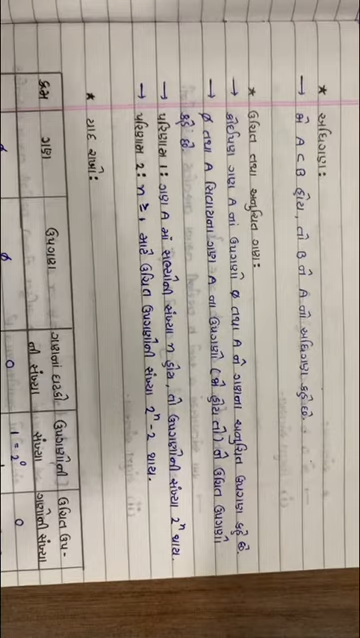 * અધિગણ :
→ જો A ⊂ B હોય, તો B ને A નો અધિગણ કહે છે.
* ઉચિત તથા અનુચિત ગણ :
→ કોઈપણ ગણ A નાં ઉપગણો ϕ તથા A ને ગણના અનુચિત ઉપગણ કહે છે.
→ ϕ તથા A સિવાયના ગણ A ના ઉપગણો (જો હોય તો) ને ઉચિત ઉપગણો
કહે છે.
→ પરિણામ 1 : ગણ A માં સભ્યોની સંખ્યા n હોય, તો ઉપગણોની સંખ્યા 2ⁿ થાય.
→ પરિણામ 2 : n ≥ 1 માટે ઉચિત ઉપગણોની સંખ્યા 2ⁿ - 2 થાય.
* યાદ રાખો :
ક્રમ ગણ ઉપગણ ગણનાં ઘટકો ઉપગણોની ઉચિત ઉપ-
ની સંખ્યા સંખ્યા ગણોની સંખ્યા
ϕ ϕ 0 1 = 2⁰ 0